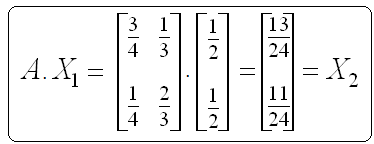 A.X₁ = [3/4 1/3; 1/4 2/3] . [1/2; 1/2] = [13/24; 11/24] = X₂